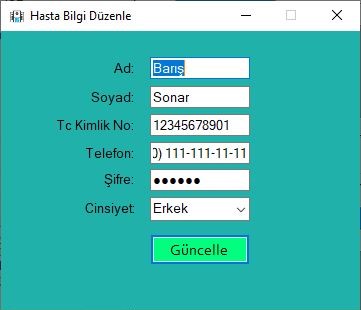 Hasta Bilgi Düzenle
Ad: Barış
Soyad: Sonar
Tc Kimlik No: 12345678901
Telefon: 0) 111-111-11-11
Şifre: ●●●●●●
Cinsiyet: Erkek
Güncelle